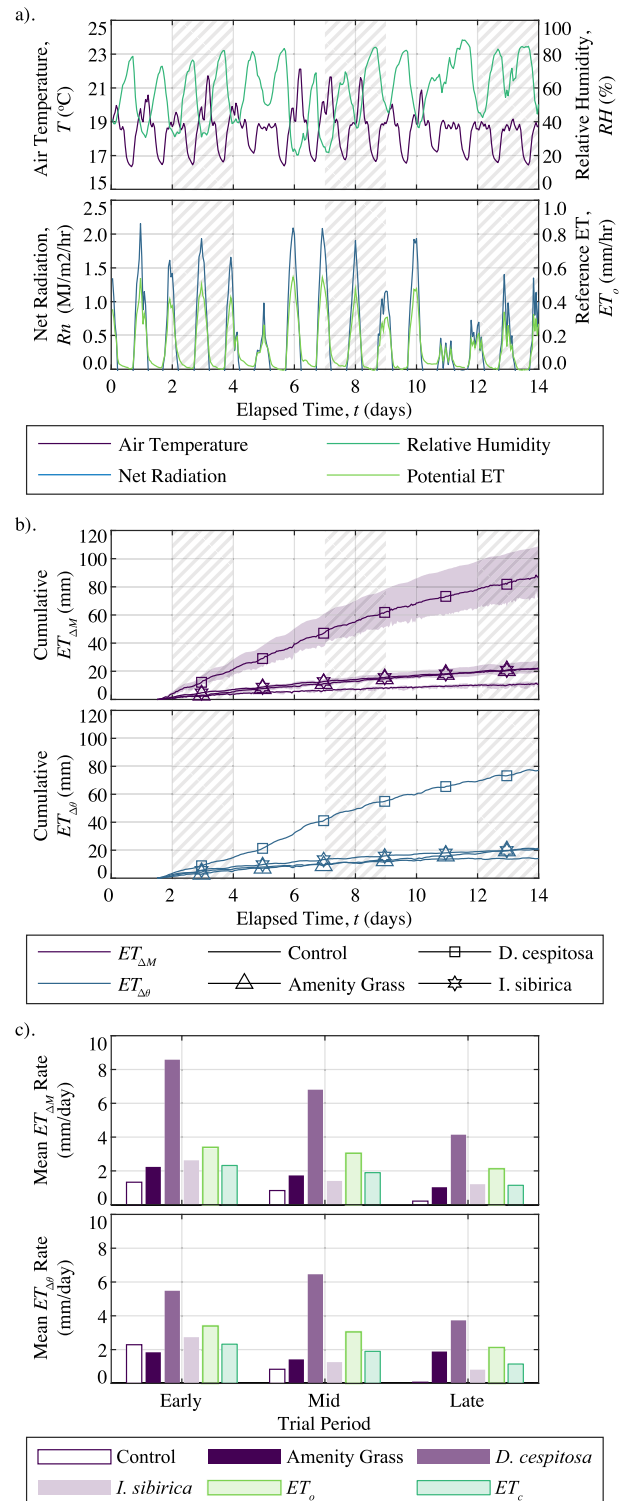 a).
Air Temperature,
T (°C)
25
23
21
19
17
15
100
80
60
40
20
0
Relative Humidity,
RH (%)
Net Radiation,
Rn (MJ/m2/hr)
2.5
2.0
1.5
1.0
0.5
0.0
1.0
0.8
0.6
0.4
0.2
0.0
Reference ET,
ETo (mm/hr)
0 2 4 6 8 10 12 14
Elapsed Time, t (days)
Air Temperature Relative Humidity
Net Radiation Potential ET
b).
Cumulative
ETΔM (mm)
120
100
80
60
40
20
0
Cumulative
ETΔθ (mm)
120
100
80
60
40
20
0
0 2 4 6 8 10 12 14
Elapsed Time, t (days)
ETΔM Control D. cespitosa
ETΔθ Amenity Grass I. sibirica
c).
Mean ETΔM Rate
(mm/day)
10
8
6
4
2
0
Mean ETΔθ Rate
(mm/day)
10
8
6
4
2
0
Early Mid Late
Trial Period
Control Amenity Grass D. cespitosa
I. sibirica ETo ETc